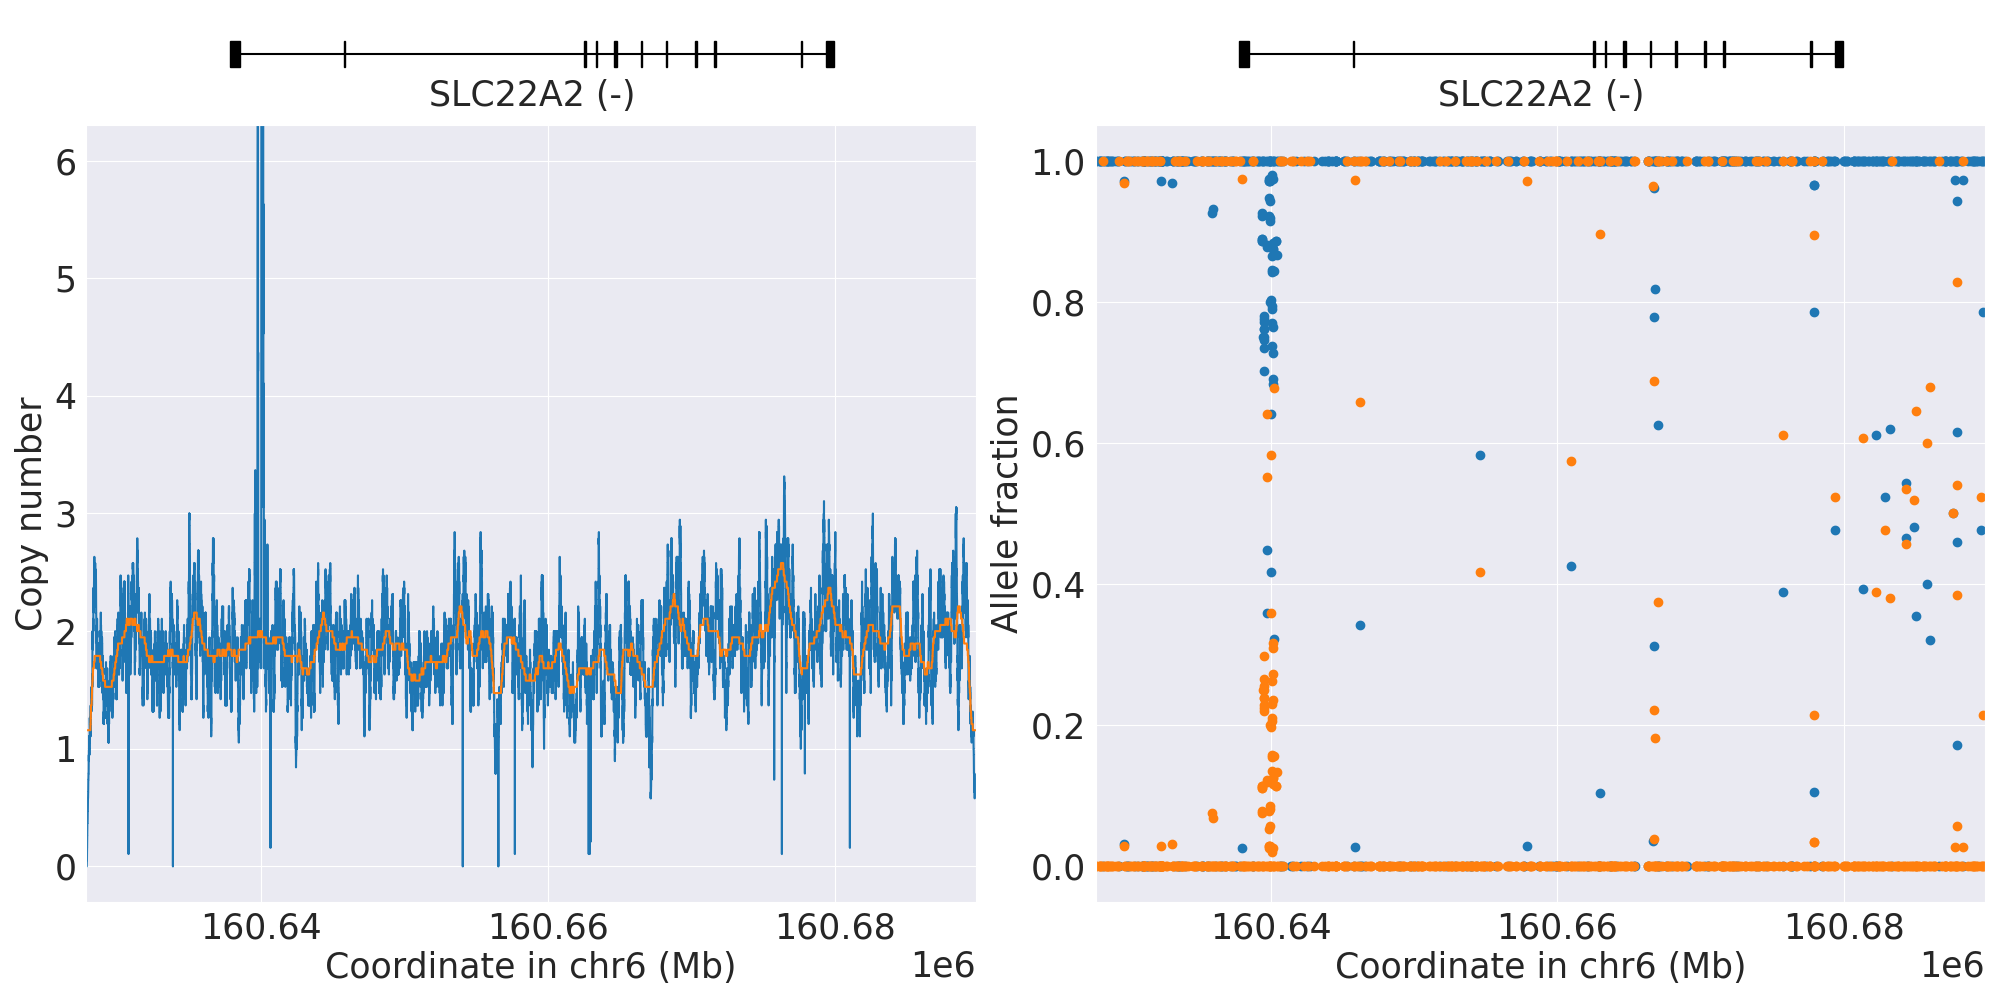 SLC22A2 (-)
Copy number
6
5
4
3
2
1
0
160.64
160.66
160.68
Coordinate in chr6 (Mb)
1e6
SLC22A2 (-)
Allele fraction
1.0
0.8
0.6
0.4
0.2
0.0
160.64
160.66
160.68
Coordinate in chr6 (Mb)
1e6